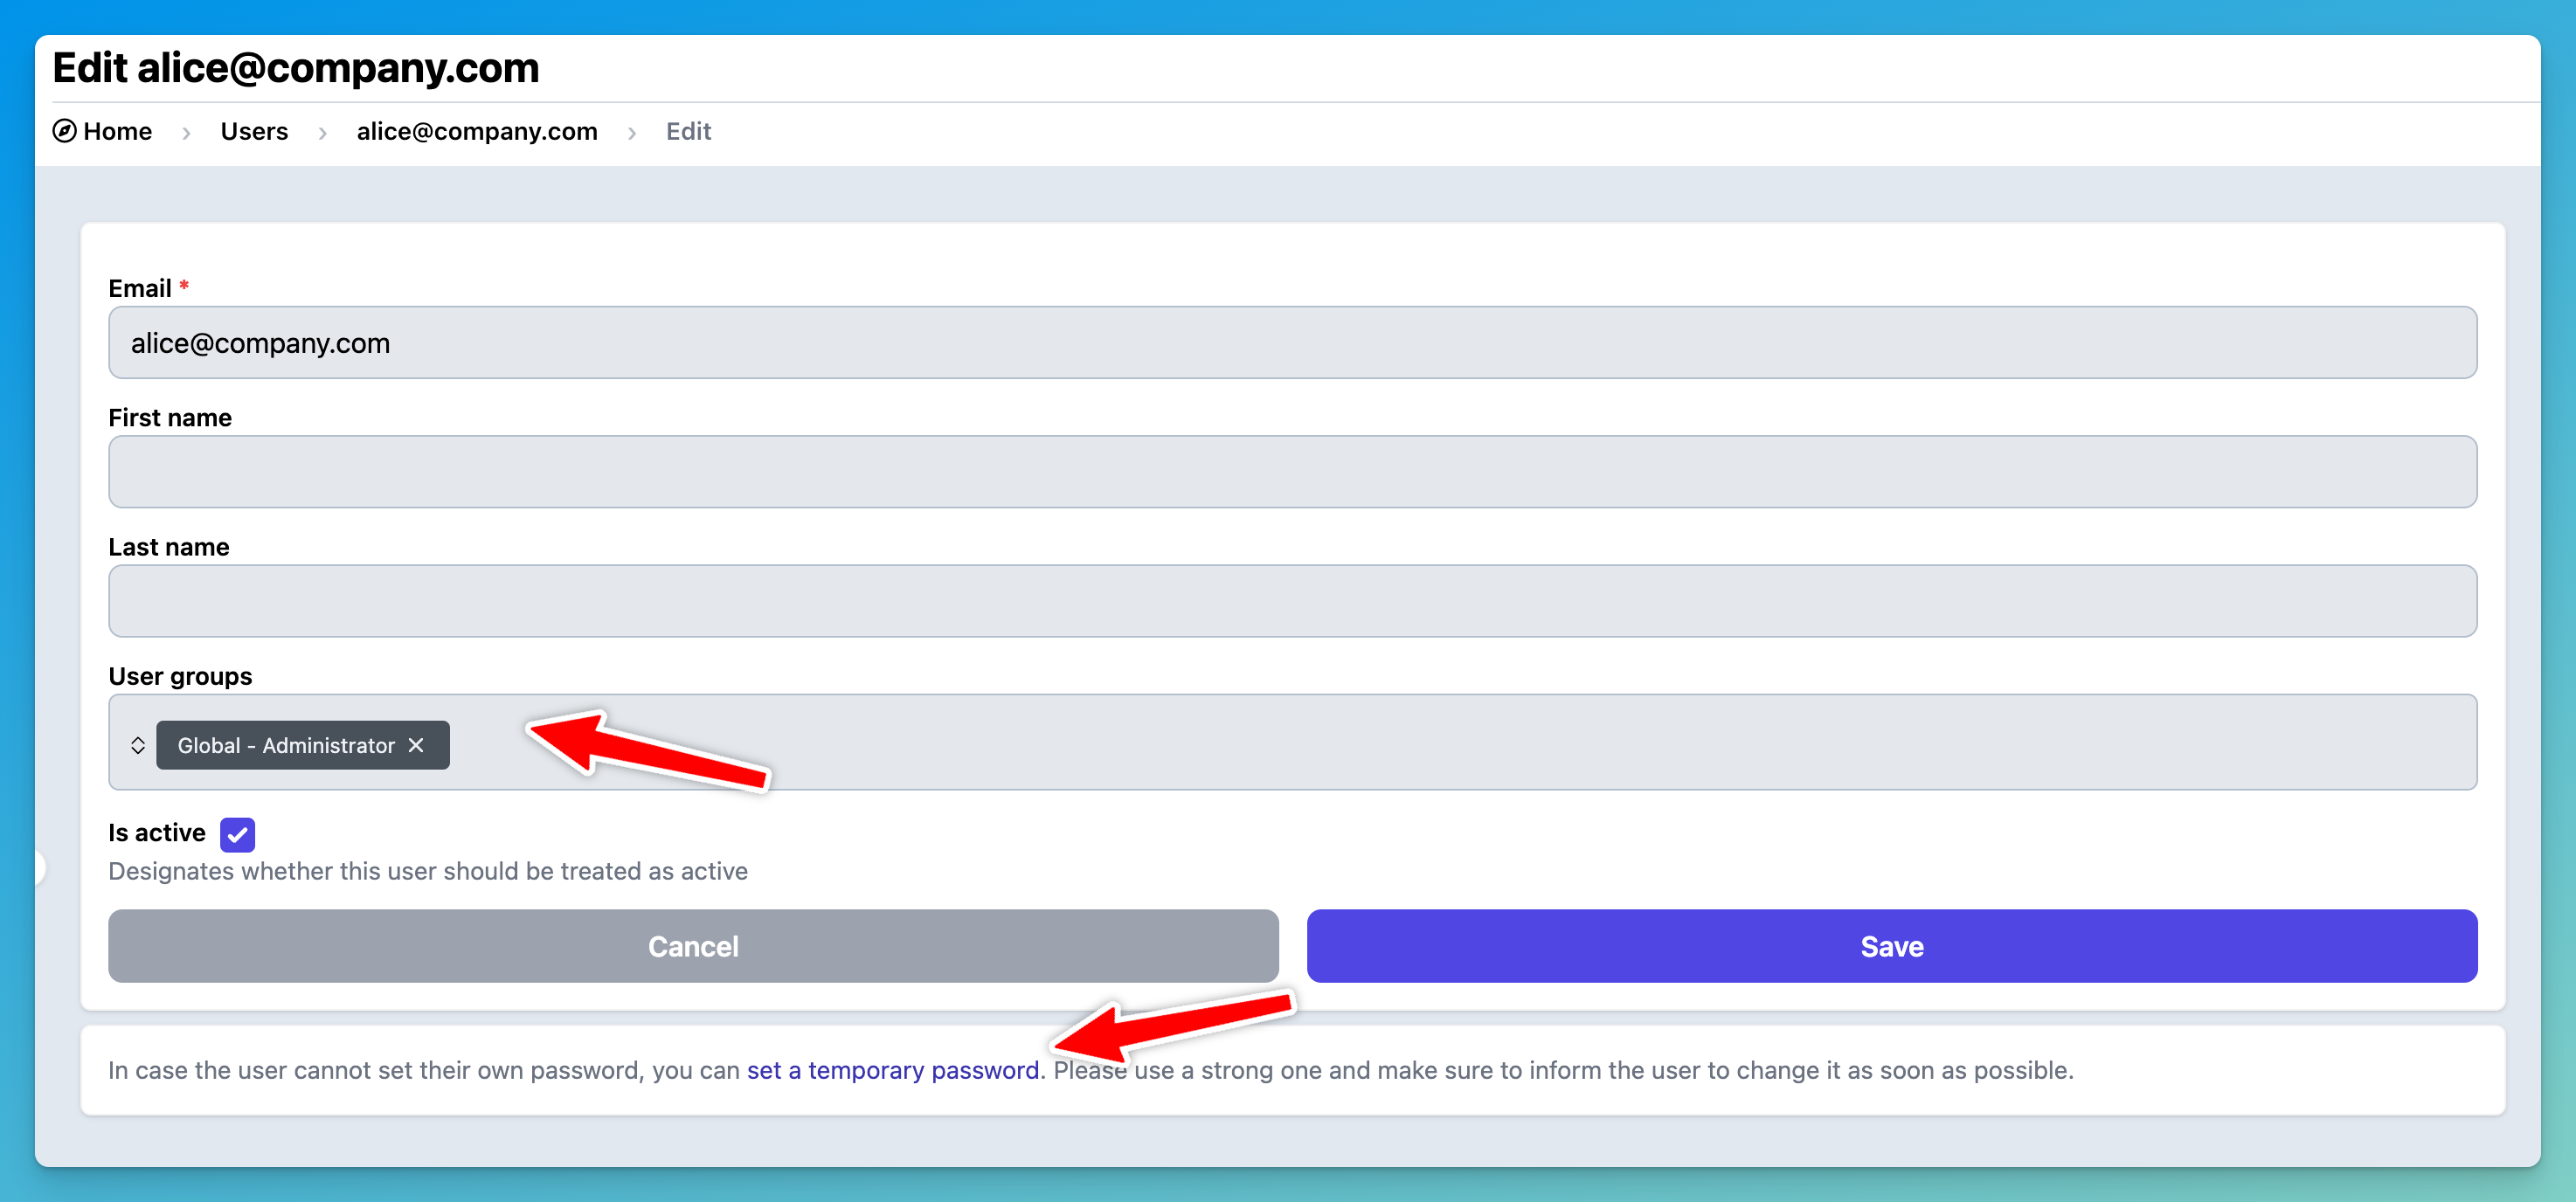 Edit alice@company.com
Home › Users › alice@company.com › Edit
Email *
alice@company.com
First name
Last name
User groups
Global - Administrator ×
Is active
Designates whether this user should be treated as active
Cancel Save
In case the user cannot set their own password, you can set a temporary password. Please use a strong one and make sure to inform the user to change it as soon as possible.